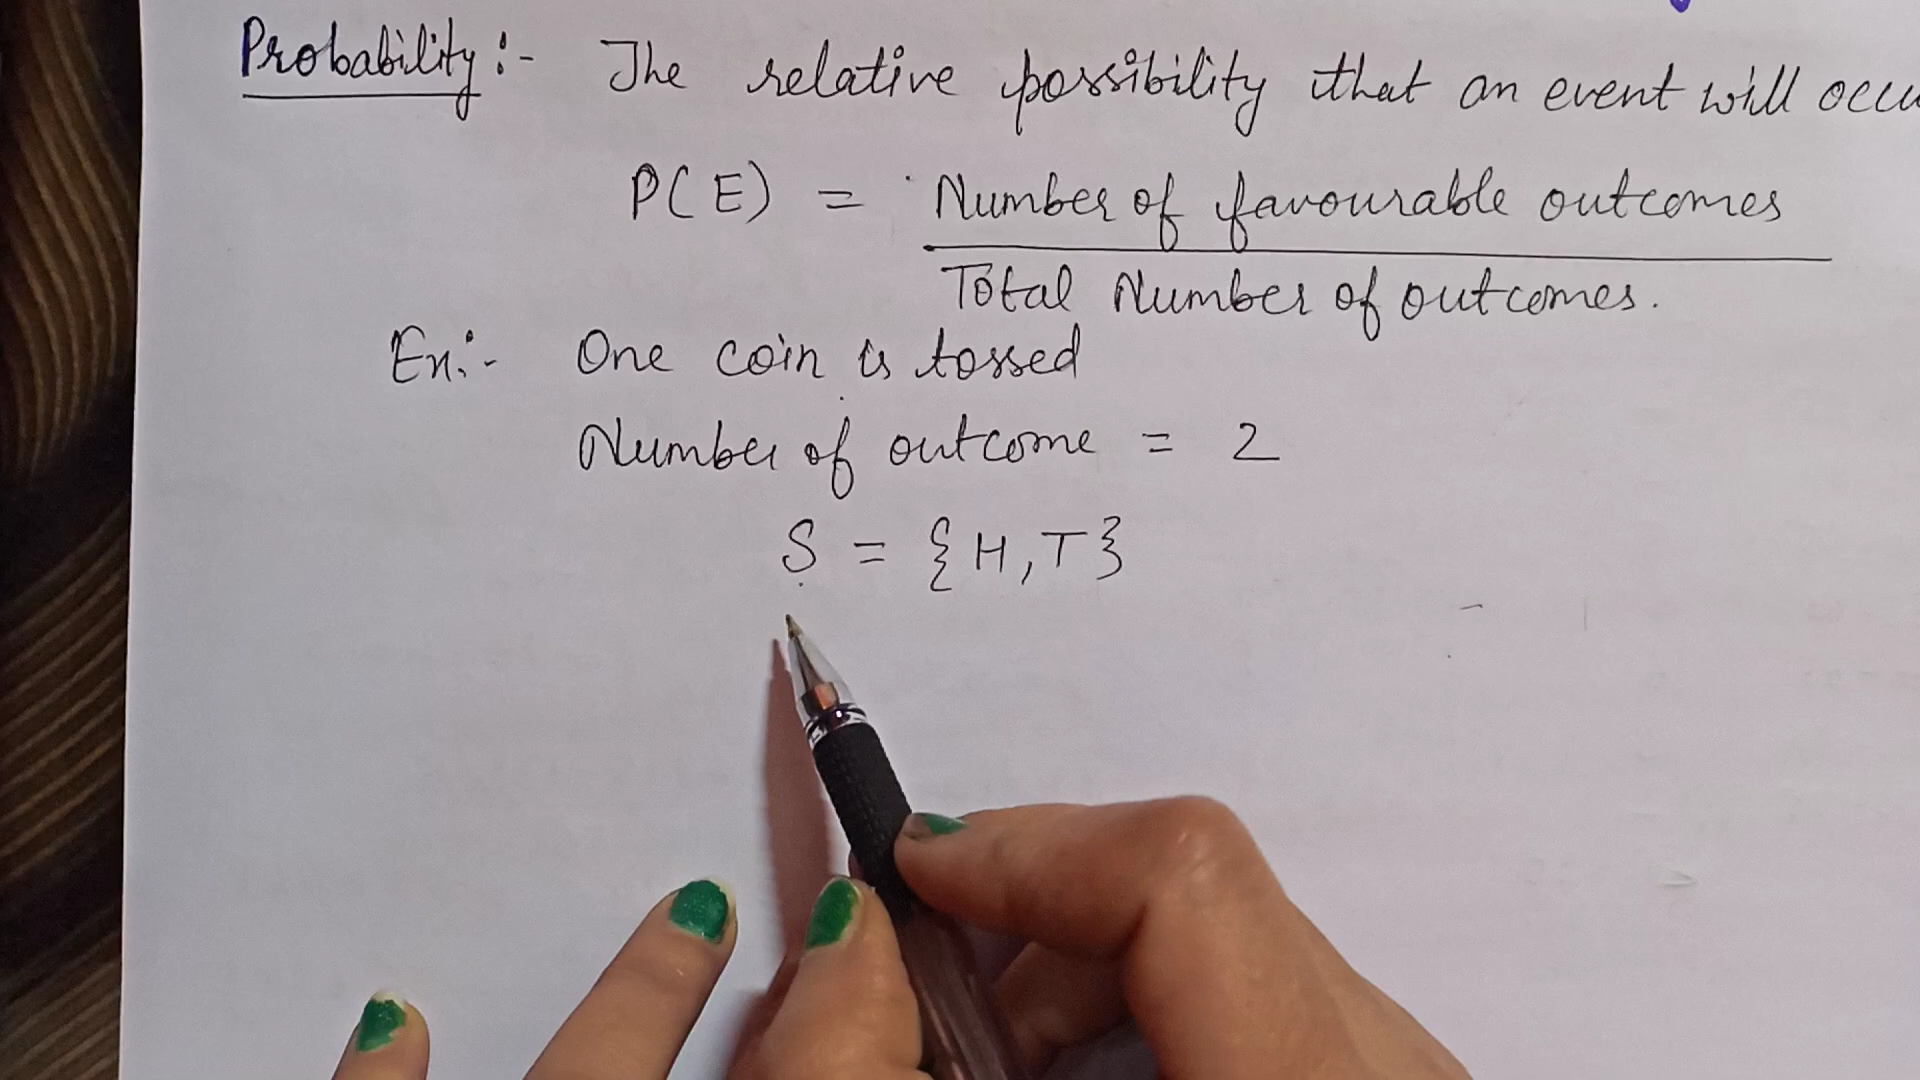 Probability :- The relative possibility that an event will occu
P(E) = Number of favourable outcomes
Total Number of outcomes.
Ex:- One coin is tossed
Number of outcome = 2
S = {H,T}